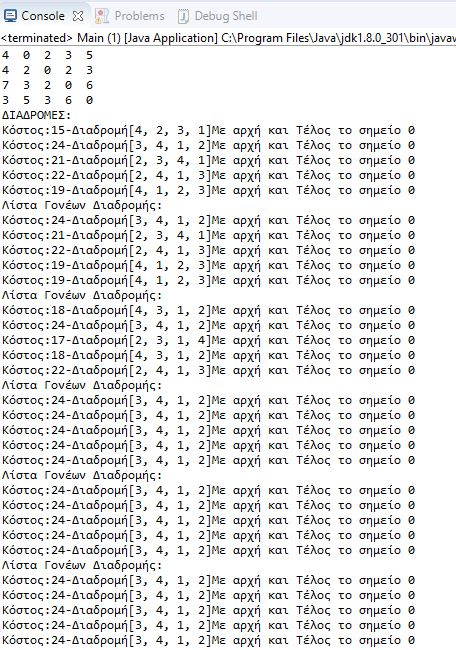 Console Problems Debug Shell
<terminated> Main (1) [Java Application] C:\Program Files\Java\jdk1.8.0_301\bin\javaw
4 0 2 3 5
4 2 0 2 3
7 3 2 0 6
3 5 3 6 0
ΔΙΑΔΡΟΜΕΣ:
Κόστος:15-Διαδρομή[4, 2, 3, 1]Με αρχή και Τέλος το σημείο 0
Κόστος:24-Διαδρομή[3, 4, 1, 2]Με αρχή και Τέλος το σημείο 0
Κόστος:21-Διαδρομή[2, 3, 4, 1]Με αρχή και Τέλος το σημείο 0
Κόστος:22-Διαδρομή[2, 4, 1, 3]Με αρχή και Τέλος το σημείο 0
Κόστος:19-Διαδρομή[4, 1, 2, 3]Με αρχή και Τέλος το σημείο 0
Λίστα Γονέων Διαδρομής:
Κόστος:24-Διαδρομή[3, 4, 1, 2]Με αρχή και Τέλος το σημείο 0
Κόστος:21-Διαδρομή[2, 3, 4, 1]Με αρχή και Τέλος το σημείο 0
Κόστος:22-Διαδρομή[2, 4, 1, 3]Με αρχή και Τέλος το σημείο 0
Κόστος:19-Διαδρομή[4, 1, 2, 3]Με αρχή και Τέλος το σημείο 0
Κόστος:19-Διαδρομή[4, 1, 2, 3]Με αρχή και Τέλος το σημείο 0
Λίστα Γονέων Διαδρομής:
Κόστος:18-Διαδρομή[4, 3, 1, 2]Με αρχή και Τέλος το σημείο 0
Κόστος:24-Διαδρομή[3, 4, 1, 2]Με αρχή και Τέλος το σημείο 0
Κόστος:17-Διαδρομή[2, 3, 1, 4]Με αρχή και Τέλος το σημείο 0
Κόστος:18-Διαδρομή[4, 3, 1, 2]Με αρχή και Τέλος το σημείο 0
Κόστος:22-Διαδρομή[2, 4, 1, 3]Με αρχή και Τέλος το σημείο 0
Λίστα Γονέων Διαδρομής:
Κόστος:24-Διαδρομή[3, 4, 1, 2]Με αρχή και Τέλος το σημείο 0
Κόστος:24-Διαδρομή[3, 4, 1, 2]Με αρχή και Τέλος το σημείο 0
Κόστος:24-Διαδρομή[3, 4, 1, 2]Με αρχή και Τέλος το σημείο 0
Κόστος:24-Διαδρομή[3, 4, 1, 2]Με αρχή και Τέλος το σημείο 0
Κόστος:24-Διαδρομή[3, 4, 1, 2]Με αρχή και Τέλος το σημείο 0
Λίστα Γονέων Διαδρομής:
Κόστος:24-Διαδρομή[3, 4, 1, 2]Με αρχή και Τέλος το σημείο 0
Κόστος:24-Διαδρομή[3, 4, 1, 2]Με αρχή και Τέλος το σημείο 0
Κόστος:24-Διαδρομή[3, 4, 1, 2]Με αρχή και Τέλος το σημείο 0
Κόστος:24-Διαδρομή[3, 4, 1, 2]Με αρχή και Τέλος το σημείο 0
Κόστος:24-Διαδρομή[3, 4, 1, 2]Με αρχή και Τέλος το σημείο 0
Λίστα Γονέων Διαδρομής:
Κόστος:24-Διαδρομή[3, 4, 1, 2]Με αρχή και Τέλος το σημείο 0
Κόστος:24-Διαδρομή[3, 4, 1, 2]Με αρχή και Τέλος το σημείο 0
Κόστος:24-Διαδρομή[3, 4, 1, 2]Με αρχή και Τέλος το σημείο 0
Κόστος:24-Διαδρομή[3, 4, 1, 2]Με αρχή και Τέλος το σημείο 0
Κόστος:24-Διαδρομή[3, 4, 1, 2]Με αρχή και Τέλος το σημείο 0